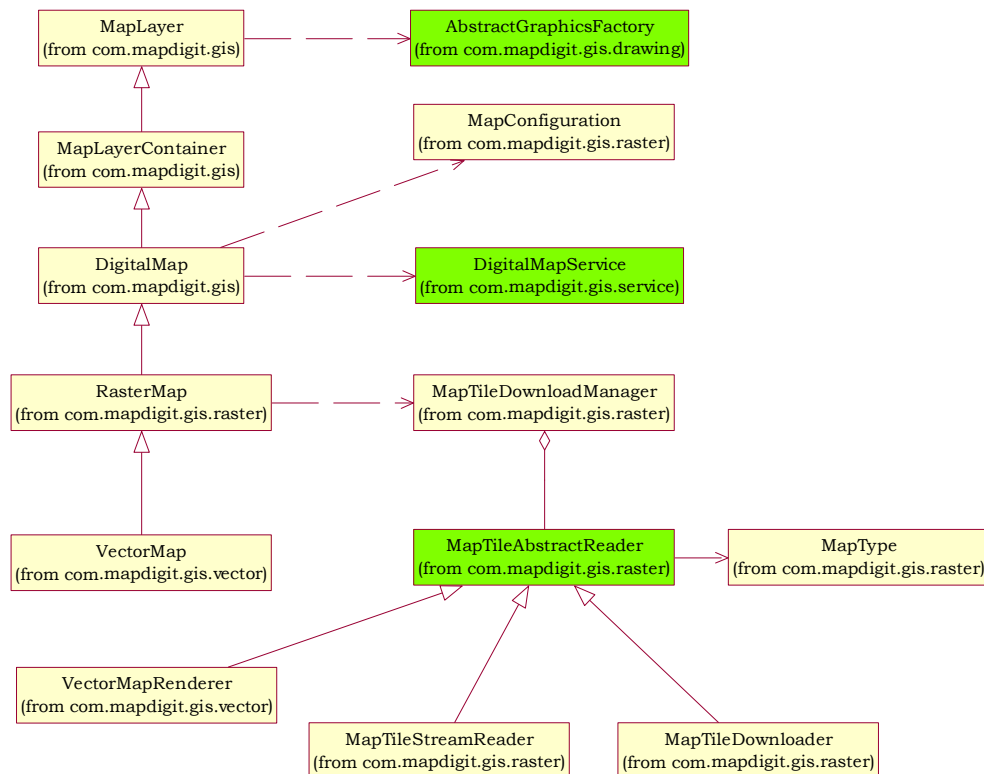 MapLayer
(from com.mapdigit.gis)
AbstractGraphicsFactory
(from com.mapdigit.gis.drawing)
MapConfiguration
(from com.mapdigit.gis.raster)
MapLayerContainer
(from com.mapdigit.gis)
DigitalMap
(from com.mapdigit.gis)
DigitalMapService
(from com.mapdigit.gis.service)
RasterMap
(from com.mapdigit.gis.raster)
MapTileDownloadManager
(from com.mapdigit.gis.raster)
VectorMap
(from com.mapdigit.gis.vector)
MapTileAbstractReader
(from com.mapdigit.gis.raster)
MapType
(from com.mapdigit.gis.raster)
VectorMapRenderer
(from com.mapdigit.gis.vector)
MapTileStreamReader
(from com.mapdigit.gis.raster)
MapTileDownloader
(from com.mapdigit.gis.raster)